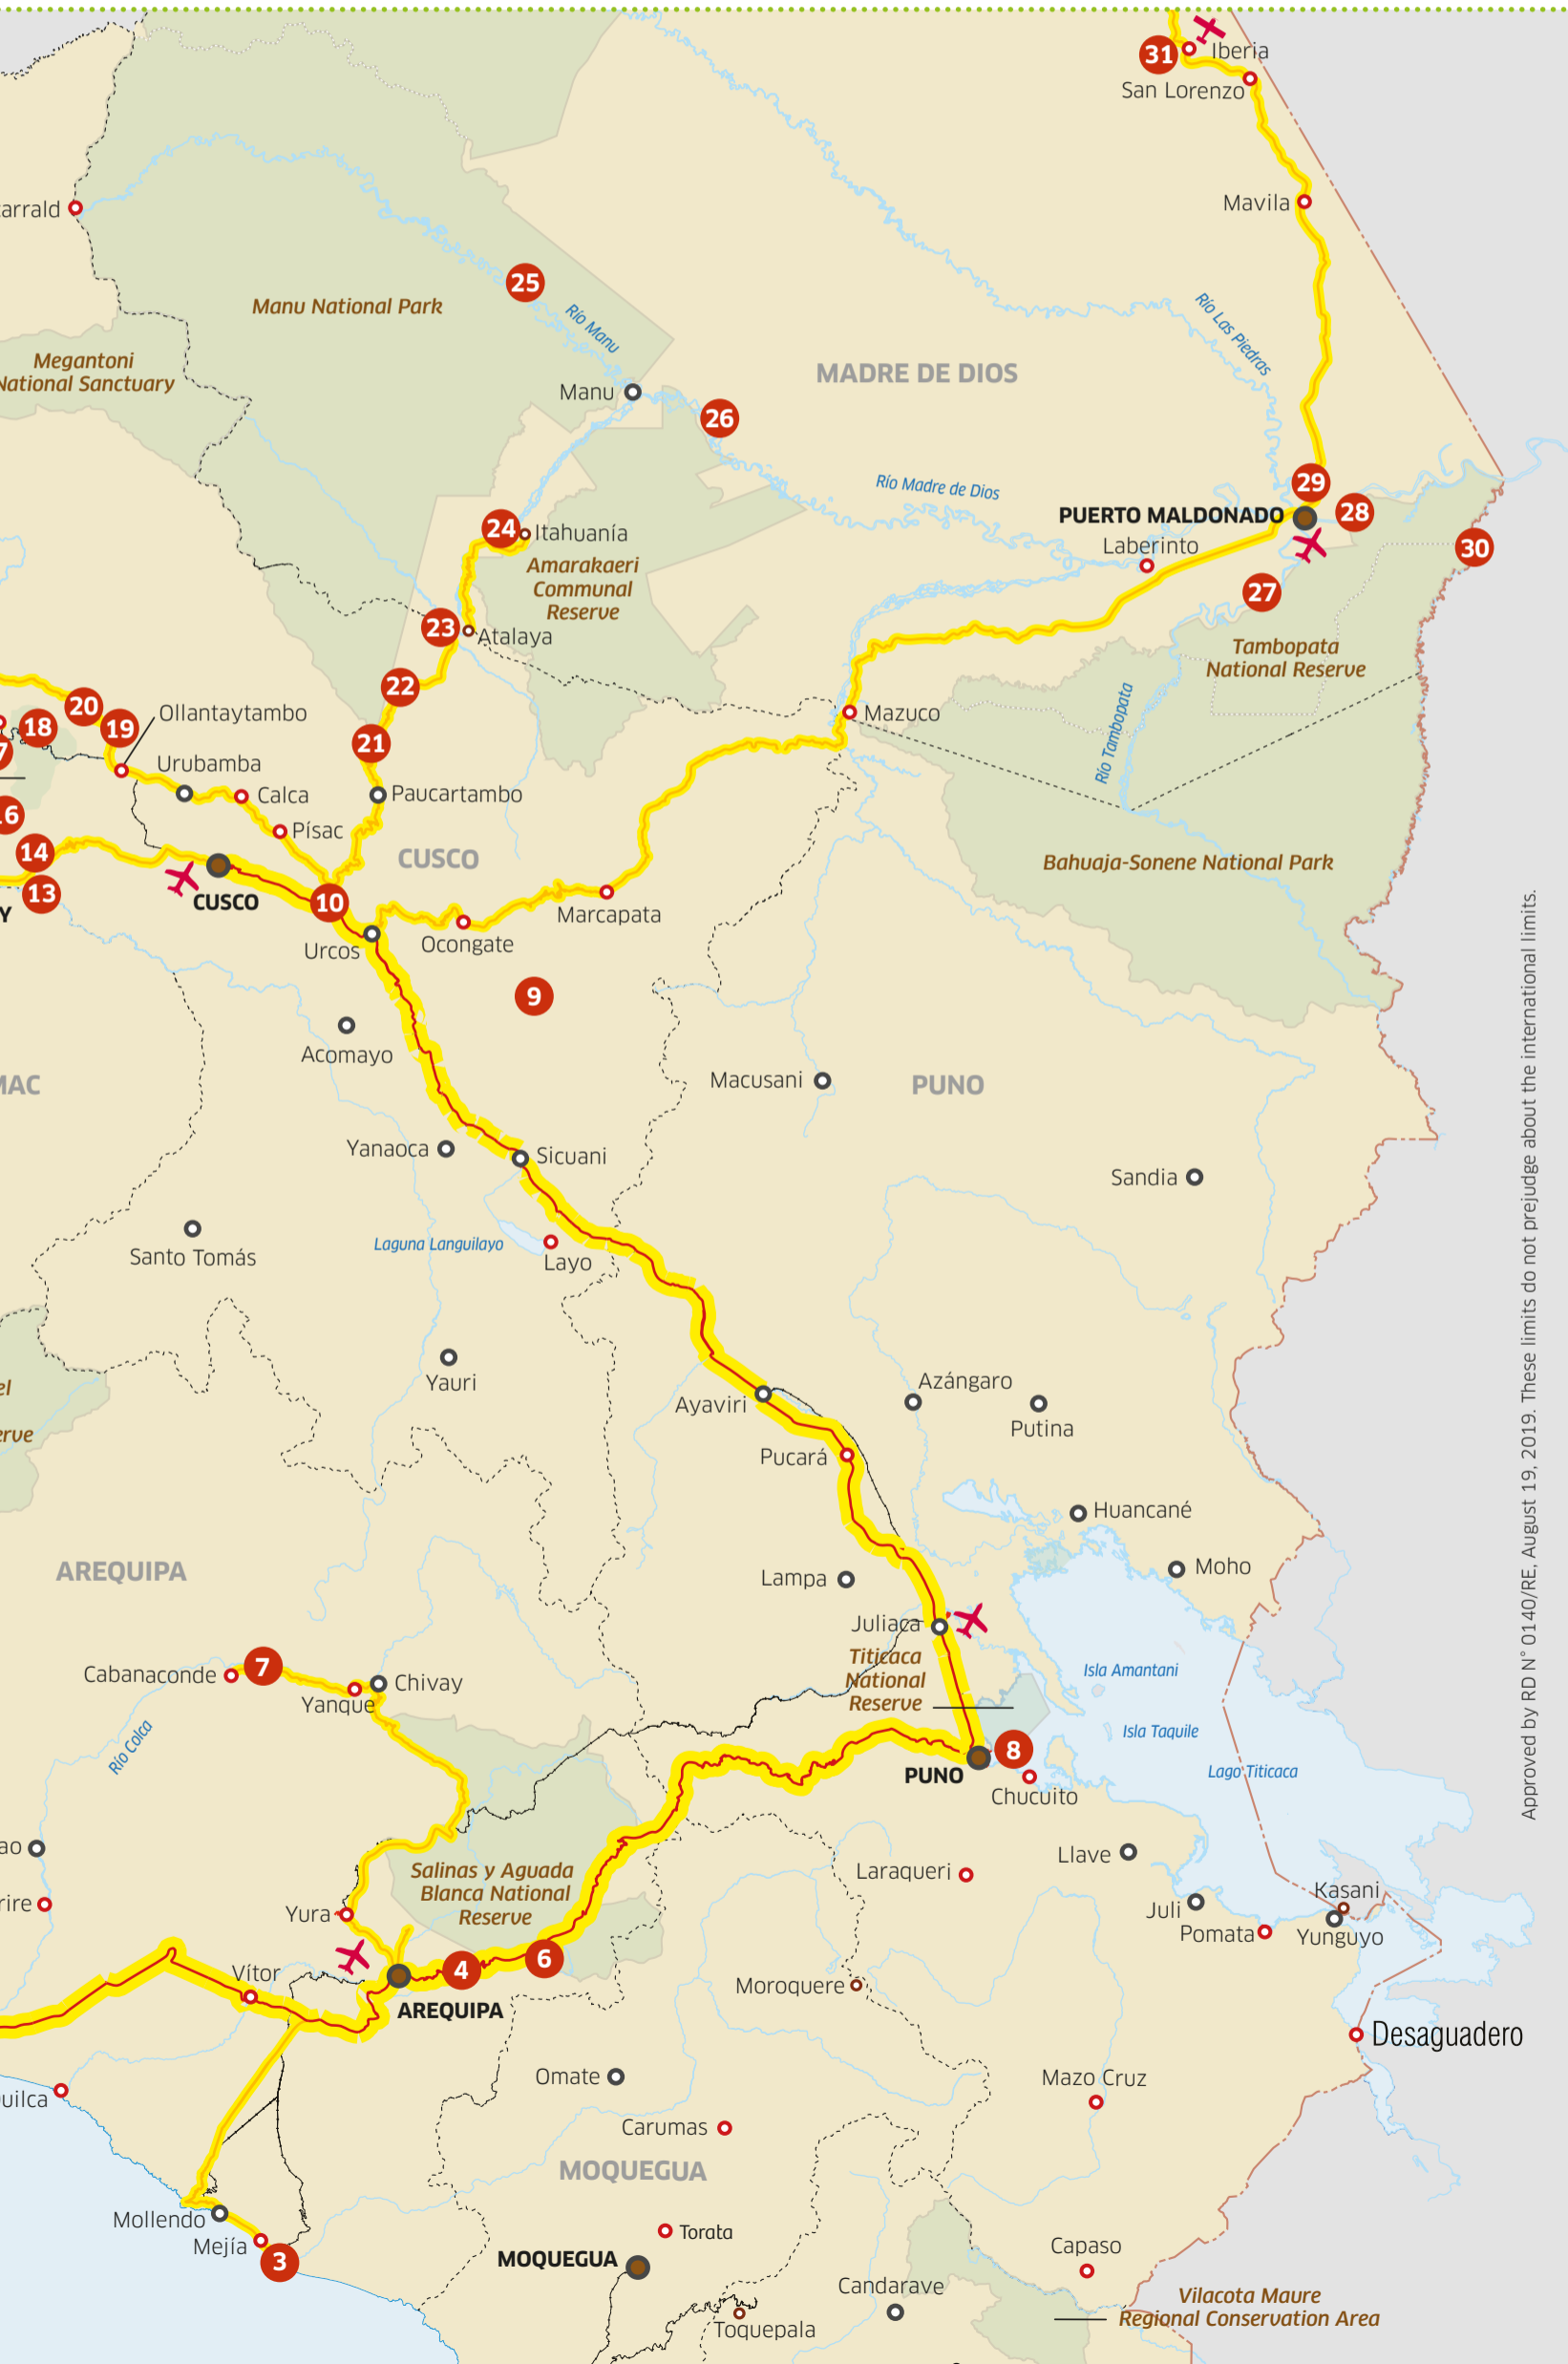 31
Iberia
San Lorenzo
Mavila
25
Manu National Park
Río Manu
Río Las Piedras
Megantoni
MADRE DE DIOS
Manu
26
Río Madre de Dios
29
PUERTO MALDONADO
28
24
Itahuanía
Laberinto
30
Amarakaeri
Communal
Reserve
27
23
Atalaya
Tambopata
National Reserve
22
20
Ollantaytambo
19
18
21
Mazuco
Río Tambopata
Urubamba
Calca
Paucartambo
Písac
14
CUSCO
Bahuaja-Sonene National Park
13
CUSCO
10
Marcapata
Urcos
Ocongate
9
Acomayo
Macusani
PUNO
Yanaoca
Sicuani
Sandia
Santo Tomás
Laguna Languilayo
Layo
Yauri
Azángaro
Ayaviri
Putina
Pucará
Huancané
AREQUIPA
Lampa
Moho
Juliaca
Titicaca
National
Reserve
Isla Amantani
Cabanaconde
7
Chivay
Yanque
Isla Taquile
Río Colca
8
Lago Titicaca
PUNO
Chucuito
Llave
Salinas y Aguada
Blanca National
Reserve
Laraqueri
Kasani
Yura
Juli
Pomata
Yunguyo
6
4
Vítor
Moroquere
AREQUIPA
Desaguadero
Omate
Mazo Cruz
Carumas
MOQUEGUA
Mollendo
Torata
Mejía
3
MOQUEGUA
Capaso
Candarave
Vilacota Maure
Regional Conservation Area
Toquepala
Approved by RD N° 0140/RE, August 19, 2019. These limits do not prejudge about the international limits.